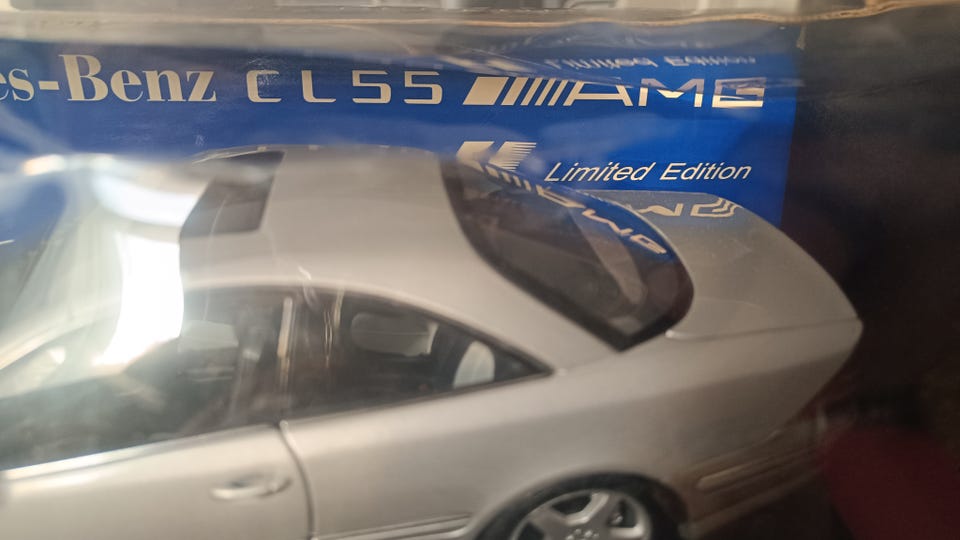 es-Benz CL55 AMG
Limited Edition